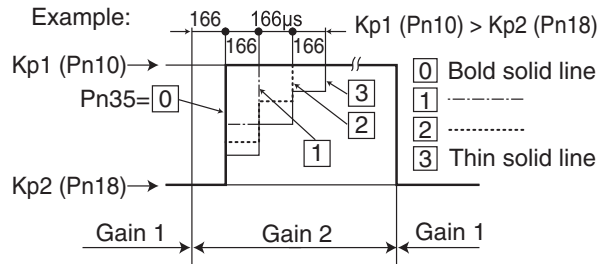 Example:
166 166µs
166 166
Kp1 (Pn10) > Kp2 (Pn18)
Kp1 (Pn10)
Pn35= 0
3
2
1
0 Bold solid line
1
2
3 Thin solid line
Kp2 (Pn18)
Gain 1 Gain 2 Gain 1